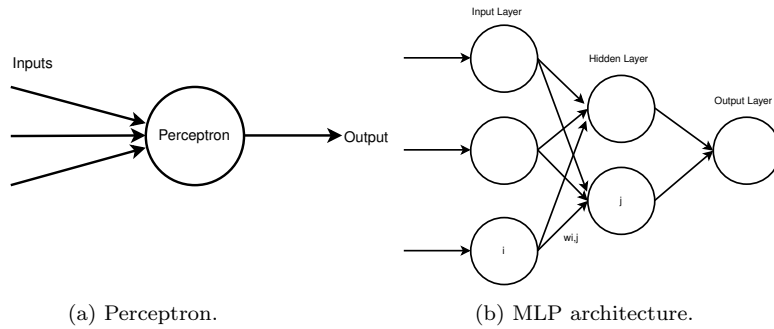 Inputs
Perceptron
Output
(a) Perceptron.
Input Layer
Hidden Layer
Output Layer
j
i
wi,j
(b) MLP architecture.